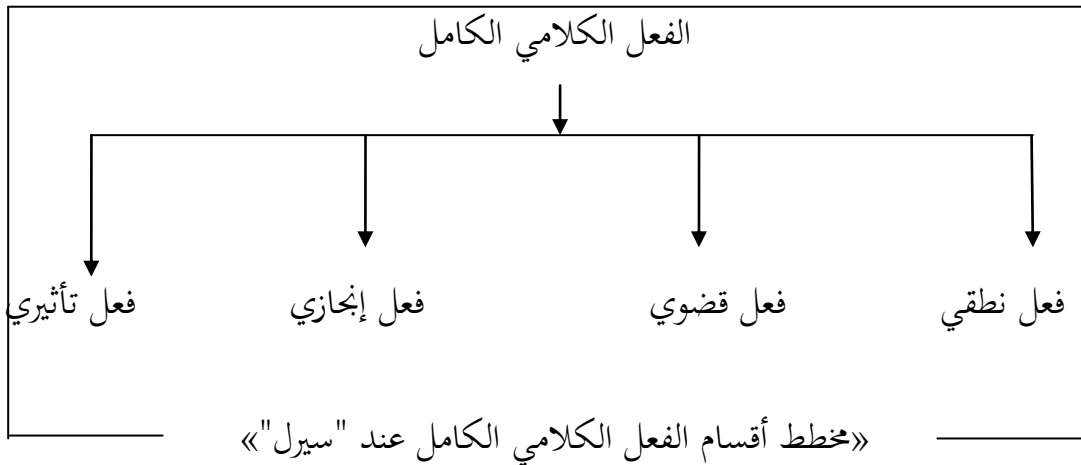 الفعل الكلامي الكامل
فعل نطقي فعل قضوي فعل إنجازي فعل تأثيري
«مخطط أقسام الفعل الكلامي الكامل عند "سيرل"»